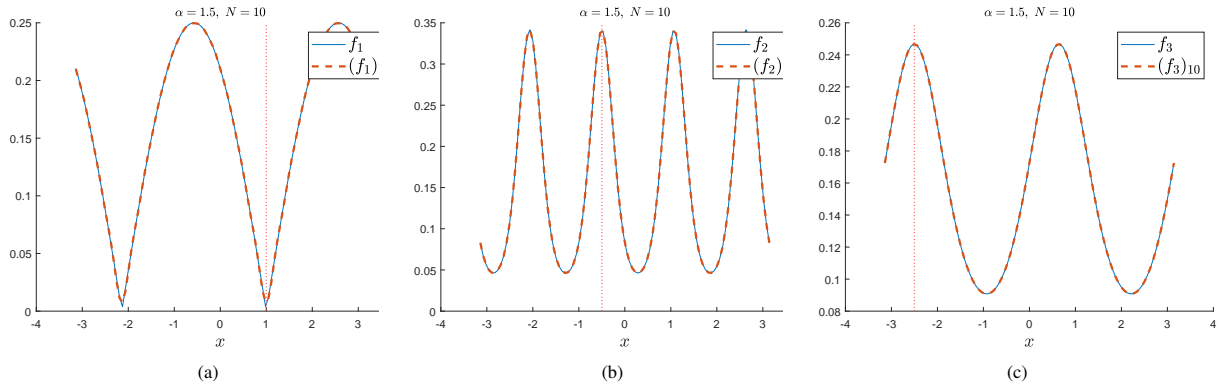 α = 1.5, N = 10
0.25
0.2
0.15
0.1
0.05
0
-4 -3 -2 -1 0 1 2 3
x
f₁
(f₁)
(a)
α = 1.5, N = 10
0.35
0.3
0.25
0.2
0.15
0.1
0.05
0
-4 -3 -2 -1 0 1 2 3
x
f₂
(f₂)
(b)
α = 1.5, N = 10
0.26
0.24
0.22
0.2
0.18
0.16
0.14
0.12
0.1
0.08
-4 -3 -2 -1 0 1 2 3 4
x
f₃
(f₃)₁₀
(c)